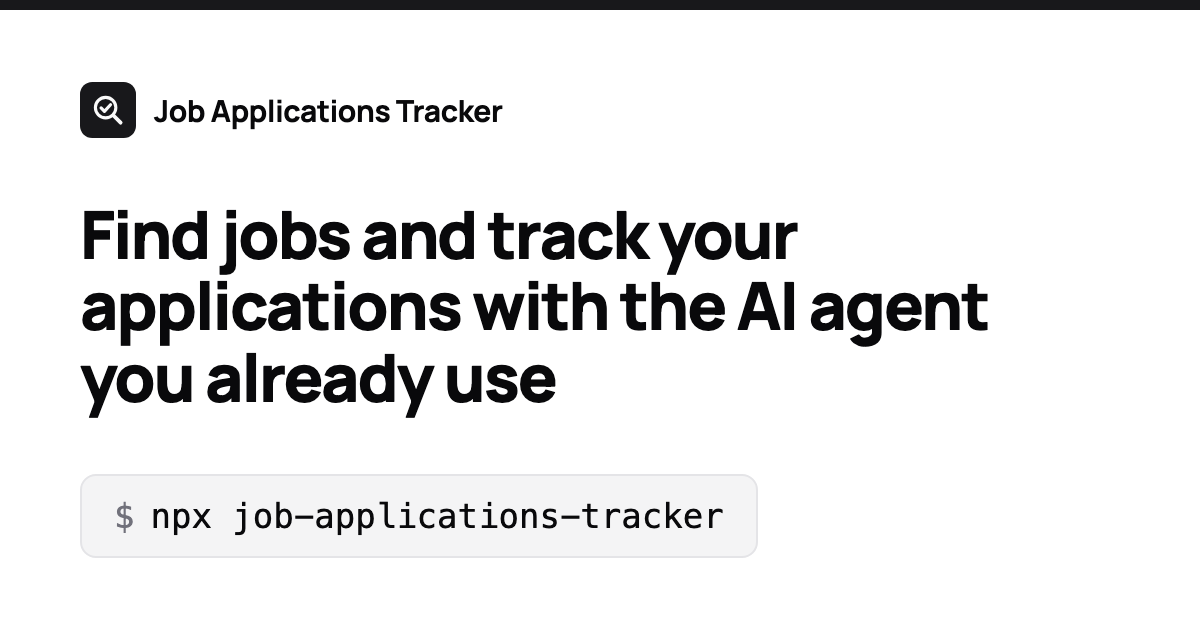 Job Applications Tracker
Find jobs and track your
applications with the AI agent
you already use
$ npx job-applications-tracker